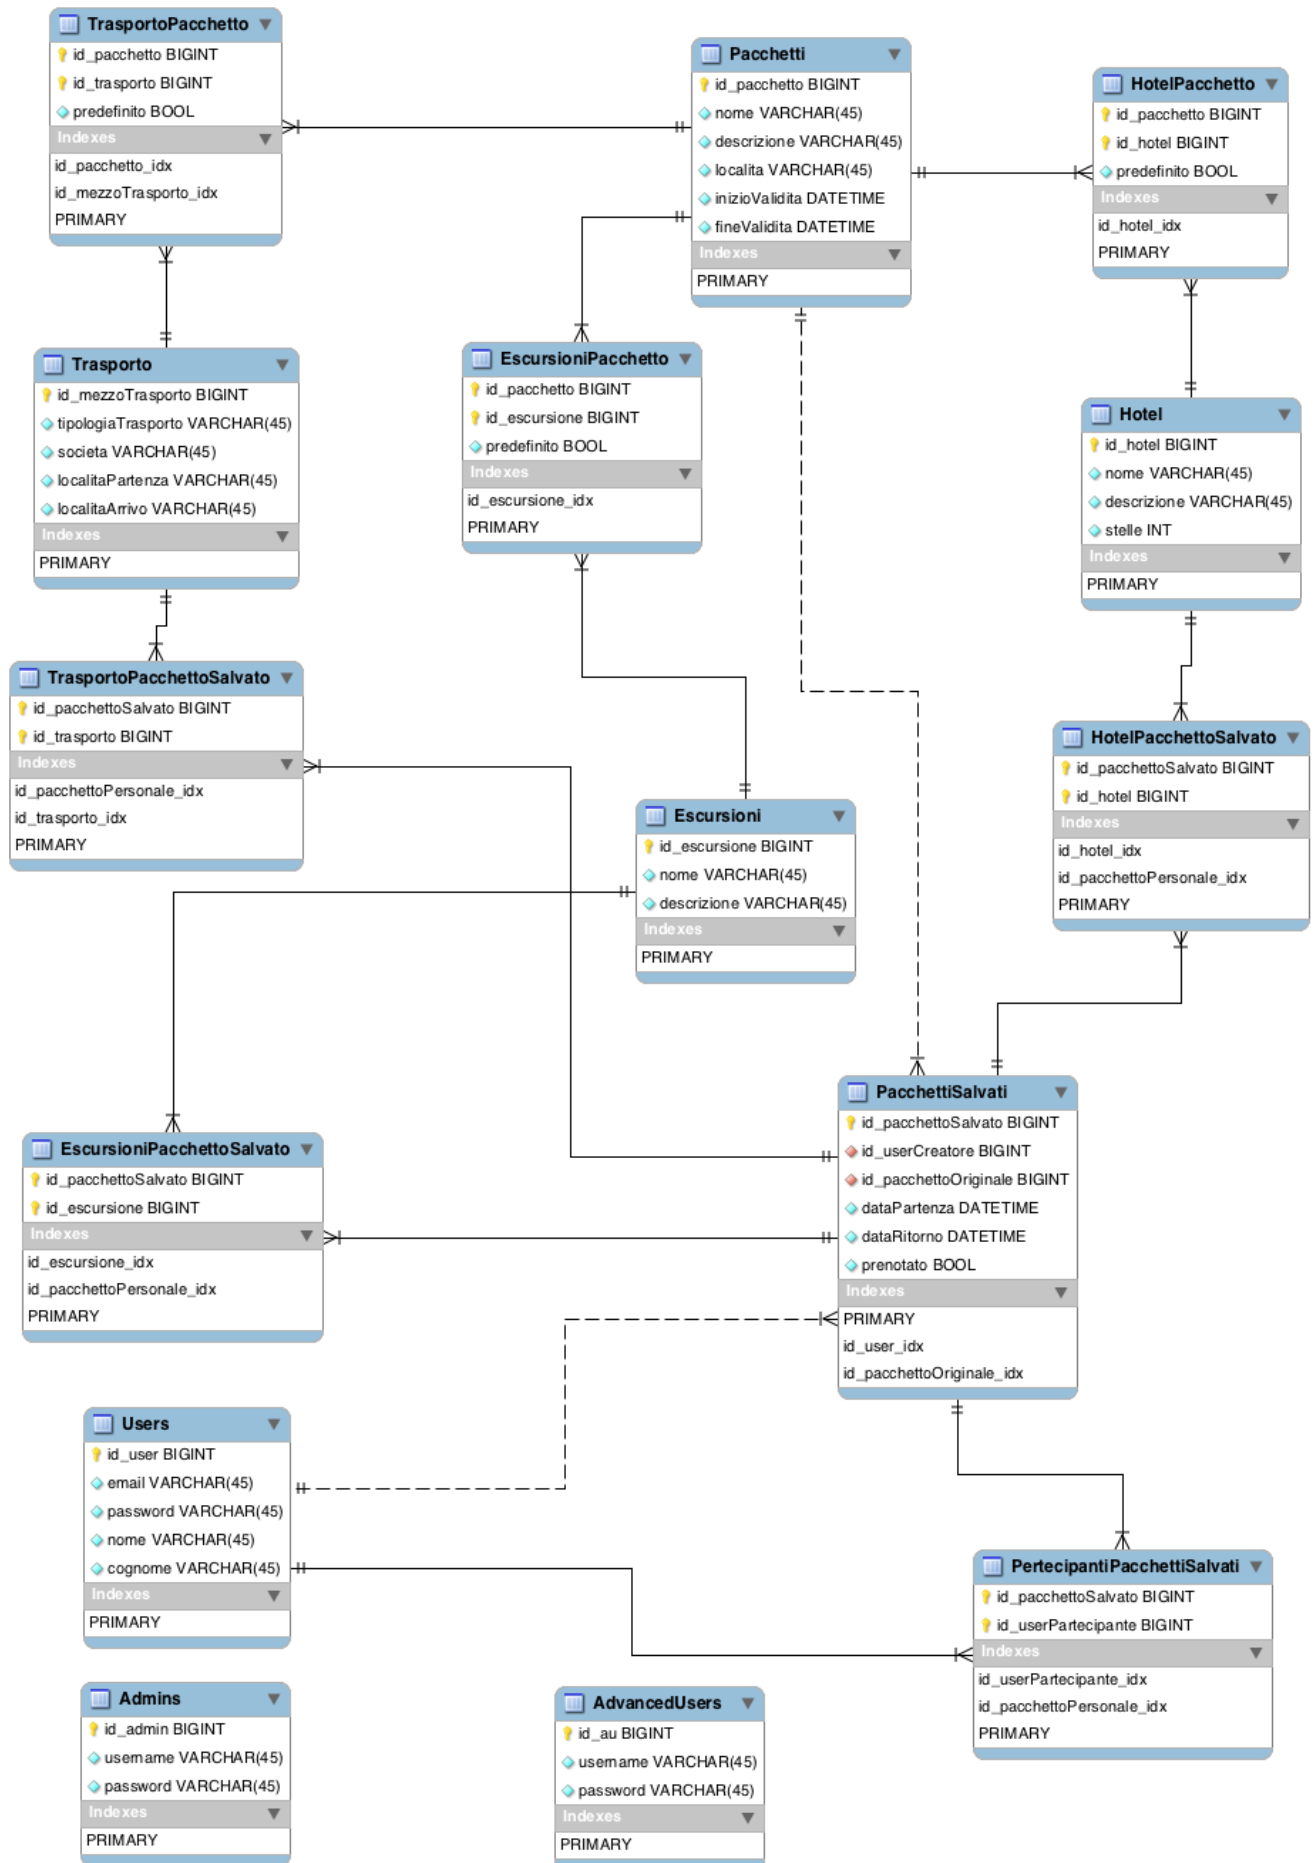 TrasportoPacchetto
id_pacchetto BIGINT
id_trasporto BIGINT
predefinito BOOL
Indexes
id_pacchetto_idx
id_mezzoTrasporto_idx
PRIMARY
Pacchetti
id_pacchetto BIGINT
nome VARCHAR(45)
descrizione VARCHAR(45)
localita VARCHAR(45)
inizioValidita DATETIME
fineValidita DATETIME
Indexes
PRIMARY
HotelPacchetto
id_pacchetto BIGINT
id_hotel BIGINT
predefinito BOOL
Indexes
id_hotel_idx
PRIMARY
Trasporto
id_mezzoTrasporto BIGINT
tipologiaTrasporto VARCHAR(45)
societa VARCHAR(45)
localitaPartenza VARCHAR(45)
localitaArrivo VARCHAR(45)
Indexes
PRIMARY
EscursioniPacchetto
id_pacchetto BIGINT
id_escursione BIGINT
predefinito BOOL
Indexes
id_escursione_idx
PRIMARY
Hotel
id_hotel BIGINT
nome VARCHAR(45)
descrizione VARCHAR(45)
stelle INT
Indexes
PRIMARY
TrasportoPacchettoSalvato
id_pacchettoSalvato BIGINT
id_trasporto BIGINT
Indexes
id_pacchettoPersonale_idx
id_trasporto_idx
PRIMARY
Escursioni
id_escursione BIGINT
nome VARCHAR(45)
descrizione VARCHAR(45)
Indexes
PRIMARY
HotelPacchettoSalvato
id_pacchettoSalvato BIGINT
id_hotel BIGINT
Indexes
id_hotel_idx
id_pacchettoPersonale_idx
PRIMARY
EscursioniPacchettoSalvato
id_pacchettoSalvato BIGINT
id_escursione BIGINT
Indexes
id_escursione_idx
id_pacchettoPersonale_idx
PRIMARY
PacchettiSalvati
id_pacchettoSalvato BIGINT
id_userCreatore BIGINT
id_pacchettoOriginale BIGINT
dataPartenza DATETIME
dataRitorno DATETIME
prenotato BOOL
Indexes
PRIMARY
id_user_idx
id_pacchettoOriginale_idx
Users
id_user BIGINT
email VARCHAR(45)
password VARCHAR(45)
nome VARCHAR(45)
cognome VARCHAR(45)
Indexes
PRIMARY
PertecipantiPacchettiSalvati
id_pacchettoSalvato BIGINT
id_userPartecipante BIGINT
Indexes
id_userPartecipante_idx
id_pacchettoPersonale_idx
PRIMARY
Admins
id_admin BIGINT
username VARCHAR(45)
password VARCHAR(45)
Indexes
PRIMARY
AdvancedUsers
id_au BIGINT
username VARCHAR(45)
password VARCHAR(45)
Indexes
PRIMARY